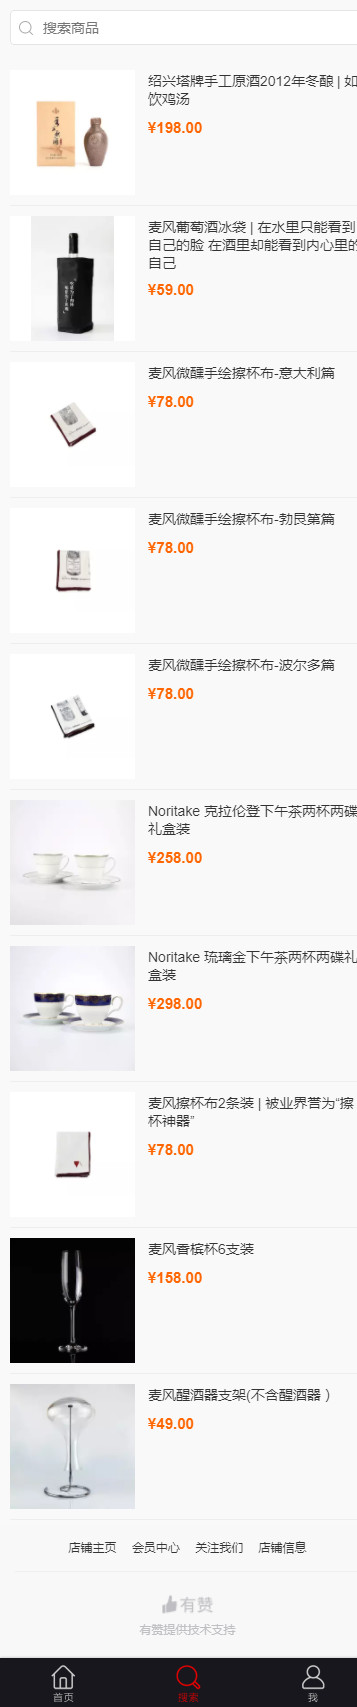 搜索商品
绍兴塔牌手工原酒2012年冬酿 | 如
饮鸡汤
¥198.00
麦风葡萄酒冰袋 | 在水里只能看到
自己的脸 在酒里却能看到内心里的
自己
¥59.00
麦风微醺手绘擦杯布-意大利篇
¥78.00
麦风微醺手绘擦杯布-勃艮第篇
¥78.00
麦风微醺手绘擦杯布-波尔多篇
¥78.00
Noritake 克拉伦登下午茶两杯两碟
礼盒装
¥258.00
Noritake 琉璃金下午茶两杯两碟礼
盒装
¥298.00
麦风擦杯布2条装 | 被业界誉为“擦
杯神器”
¥78.00
麦风香槟杯6支装
¥158.00
麦风醒酒器支架(不含醒酒器 )
¥49.00
店铺主页 会员中心 关注我们 店铺信息
有赞
有赞提供技术支持
首页 搜索 我